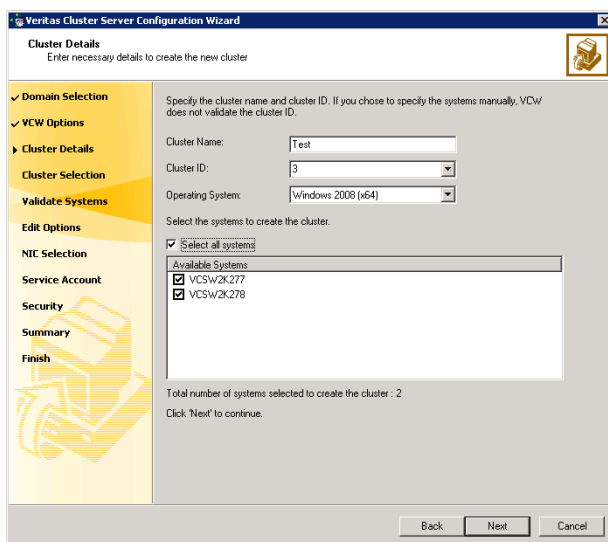 Veritas Cluster Server Configuration Wizard
Cluster Details
Enter necessary details to create the new cluster
Domain Selection
VCW Options
Cluster Details
Cluster Selection
Validate Systems
Edit Options
NIC Selection
Service Account
Security
Summary
Finish
Specify the cluster name and cluster ID. If you chose to specify the systems manually, VCW
does not validate the cluster ID.
Cluster Name: Test
Cluster ID: 3
Operating System: Windows 2008 (x64)
Select the systems to create the cluster.
Select all systems
Available Systems
VCSW2K277
VCSW2K278
Total number of systems selected to create the cluster : 2
Click 'Next' to continue.
Back Next Cancel